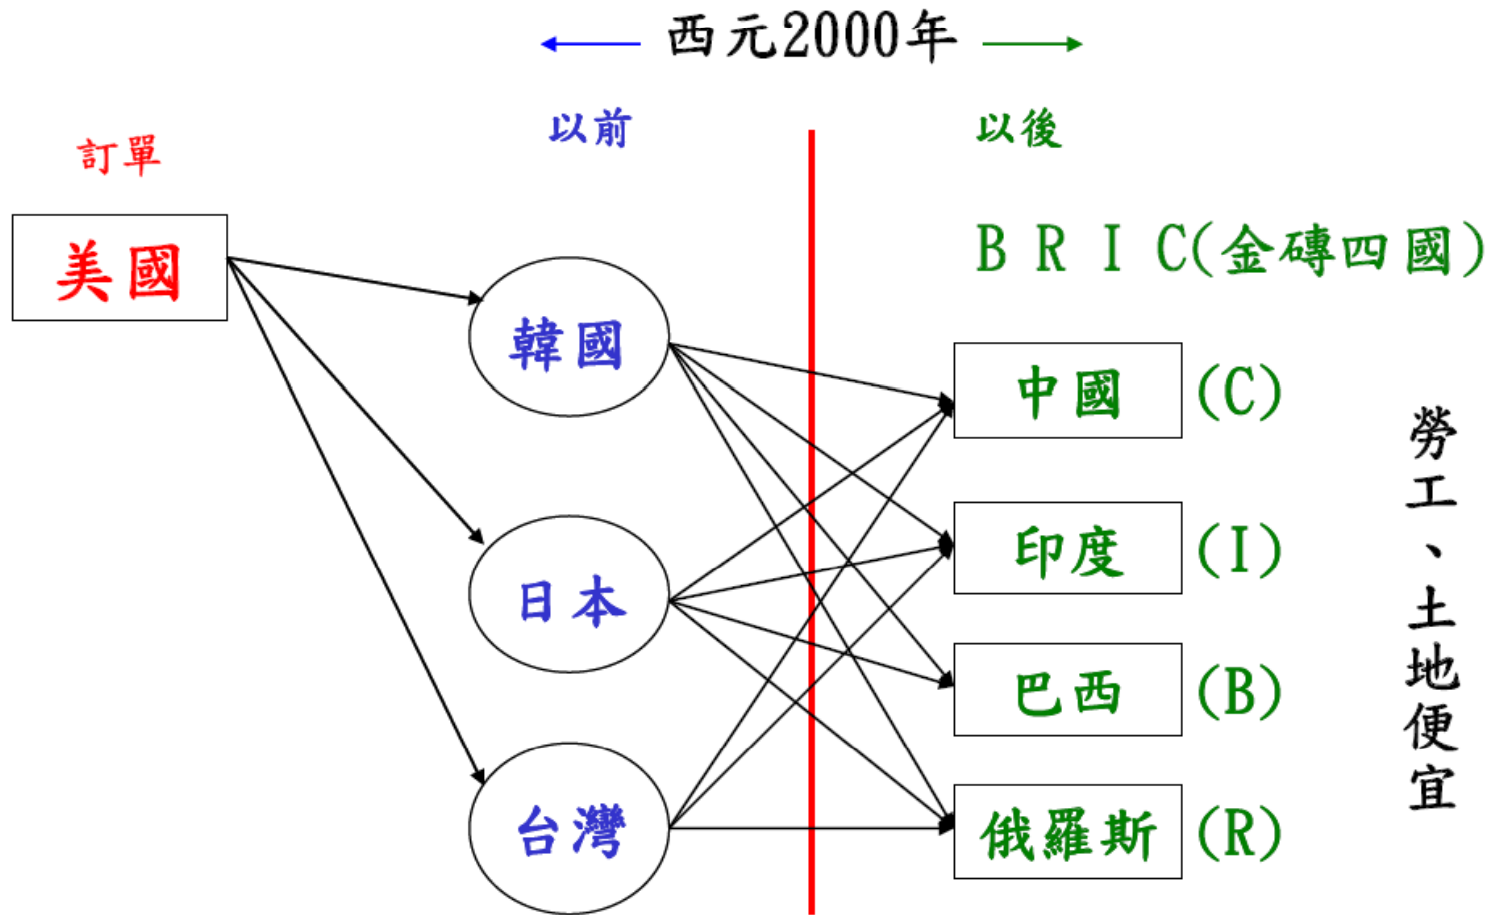 西元2000年
以前
以後
訂單
美國
B R I C(金磚四國)
韓國
中國 (C)
印度 (I)
日本
巴西 (B)
台灣
俄羅斯 (R)
勞工、土地便宜